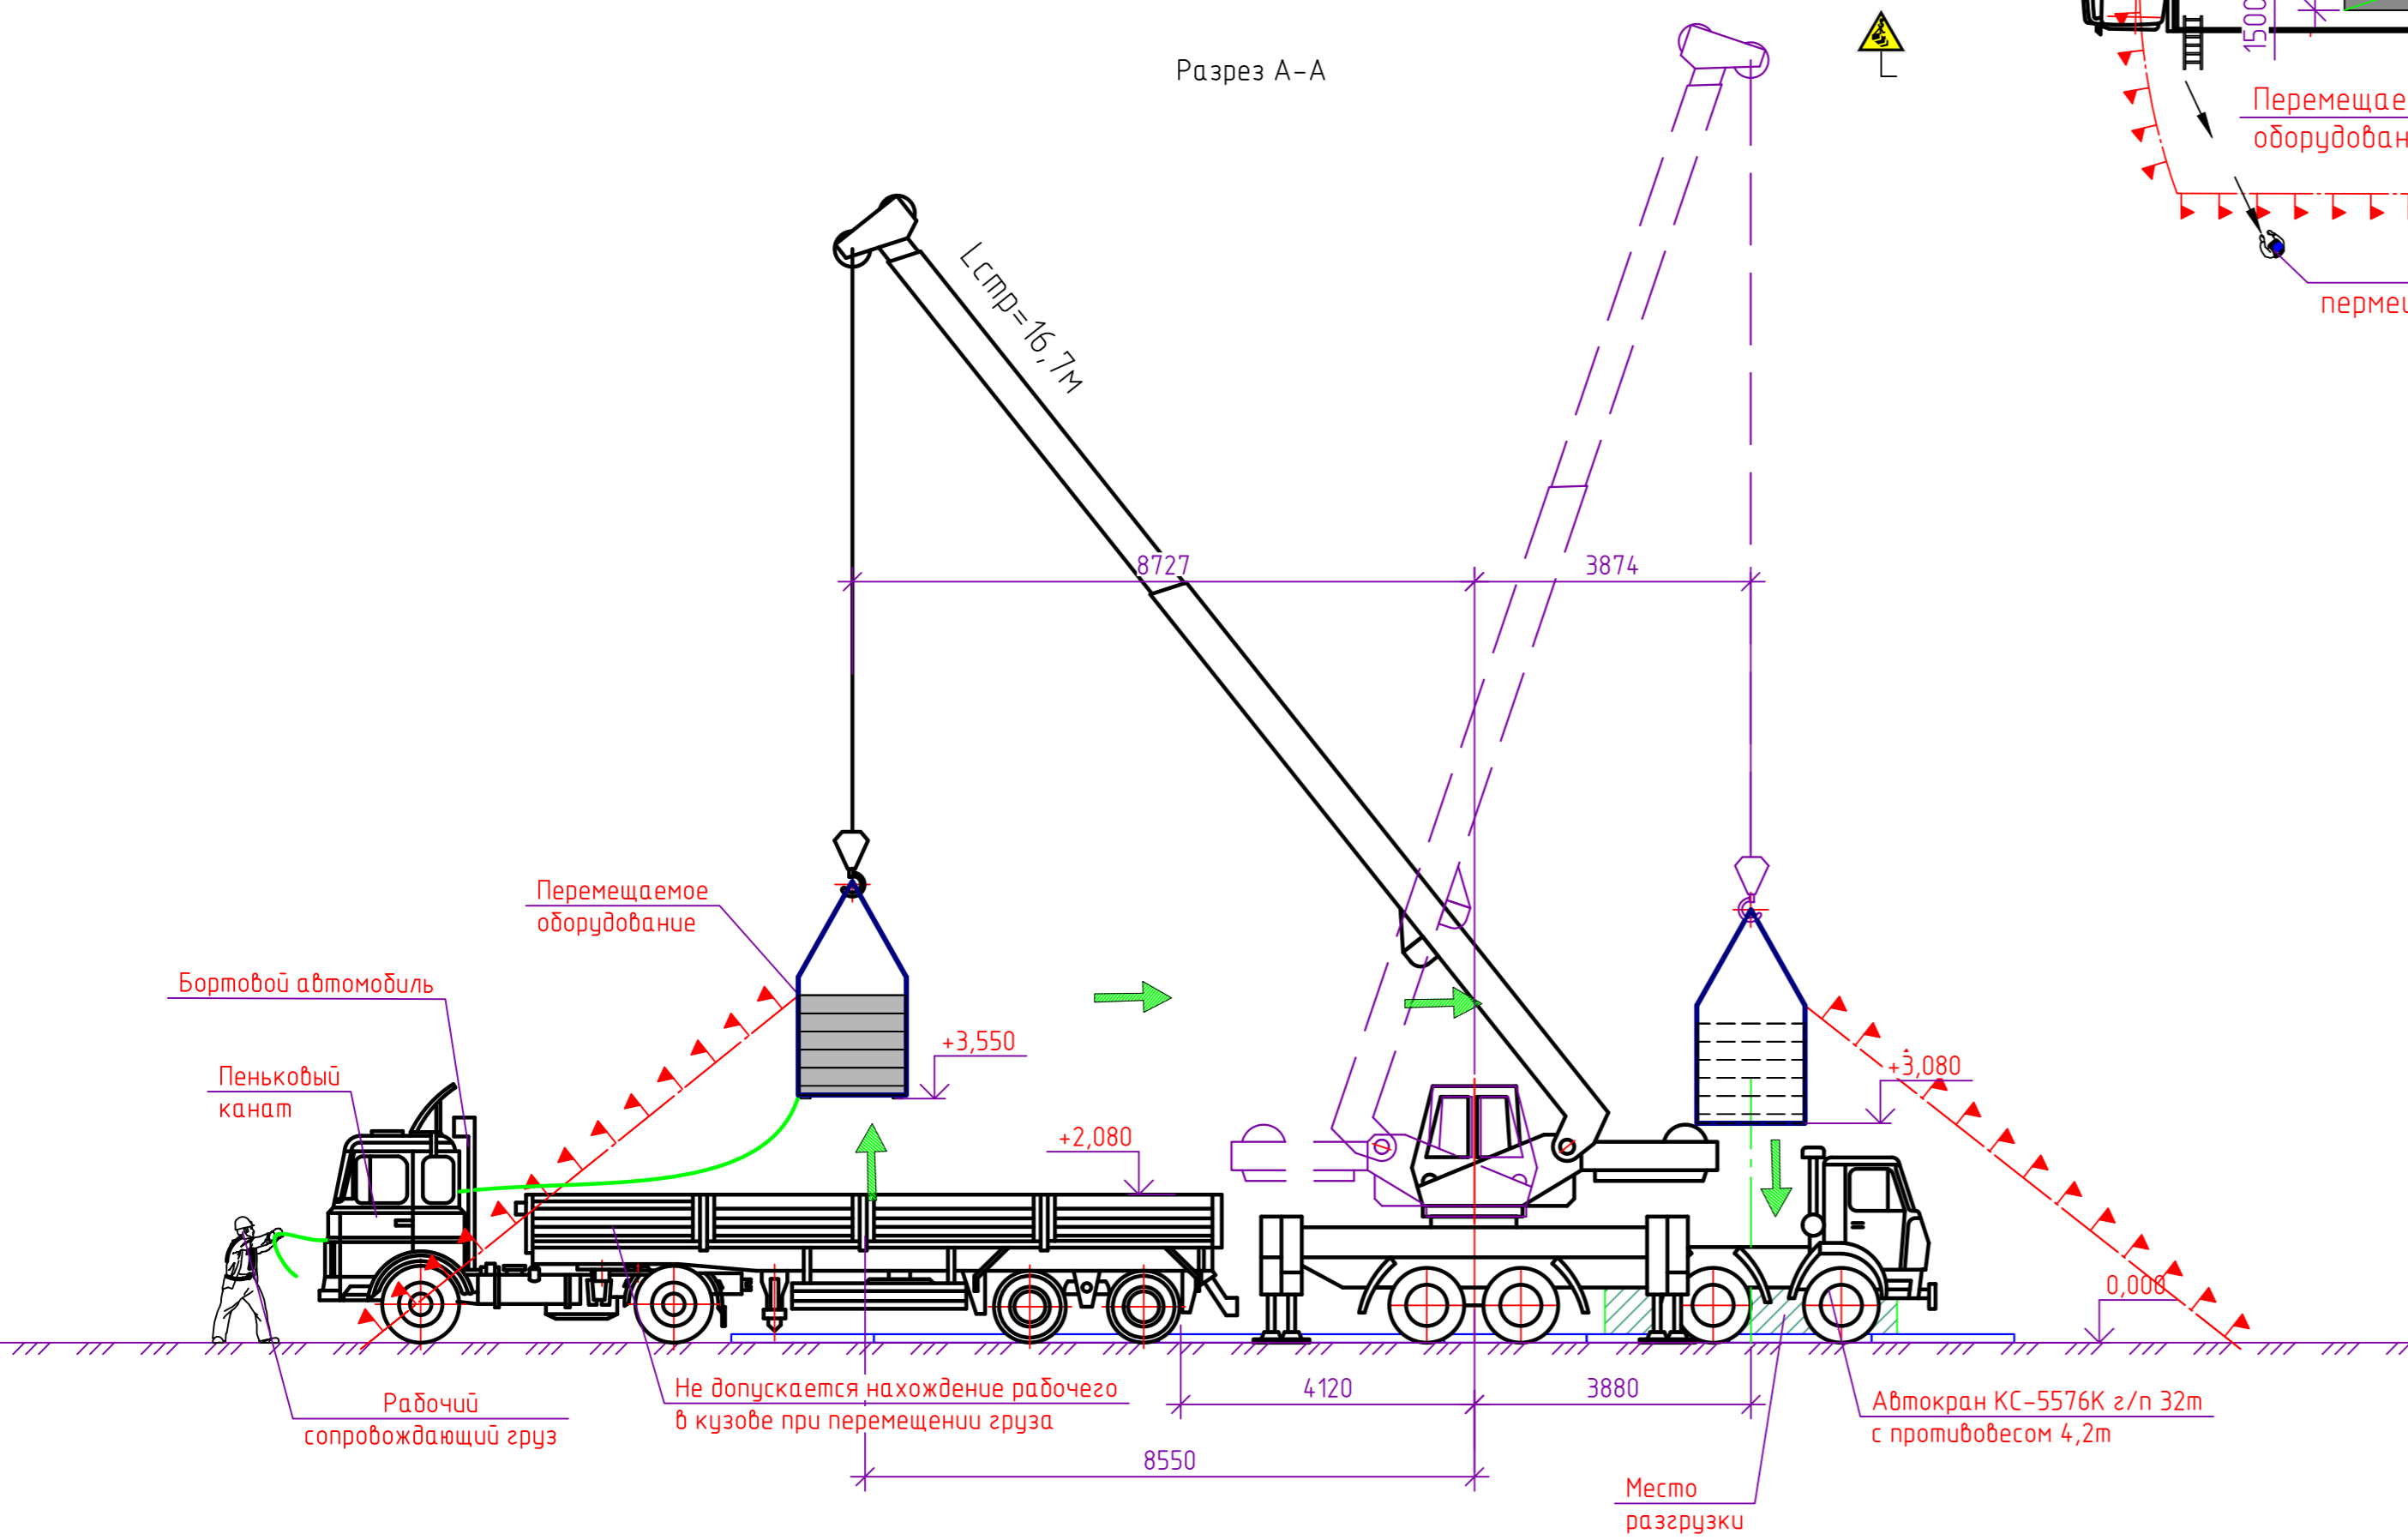 Разрез А-А
1500
Перемещае
оборудован
пермещ
Lстр=16,7м
8727
3874
Перемещаемое
оборудование
Бортовой автомобиль
Пеньковый
канат
+3,550
+2,080
+3,080
0,000
Рабочий
сопровождающий груз
Не допускается нахождение рабочего
в кузове при перемещении груза
4120
3880
8550
Автокран КС-5576К г/п 32т
с противовесом 4,2т
Место
разгрузки